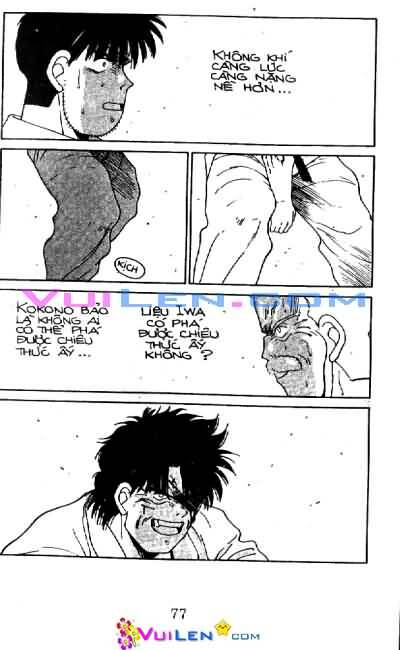 KHÔNG KHÍ
CÀNG LÚC
CÀNG NẶNG
NỀ HƠN...
KỊCH
VUILEN.COM
KOKONO BẢO
LÀ KHÔNG AI
CÓ THỂ PHÁ
ĐƯỢC CHIÊU
THỨC ẤY...
LIỆU IWA
CÓ PHÁ
ĐƯỢC CHIÊU
THỨC ẤY
KHÔNG?
77
VUILEN.COM